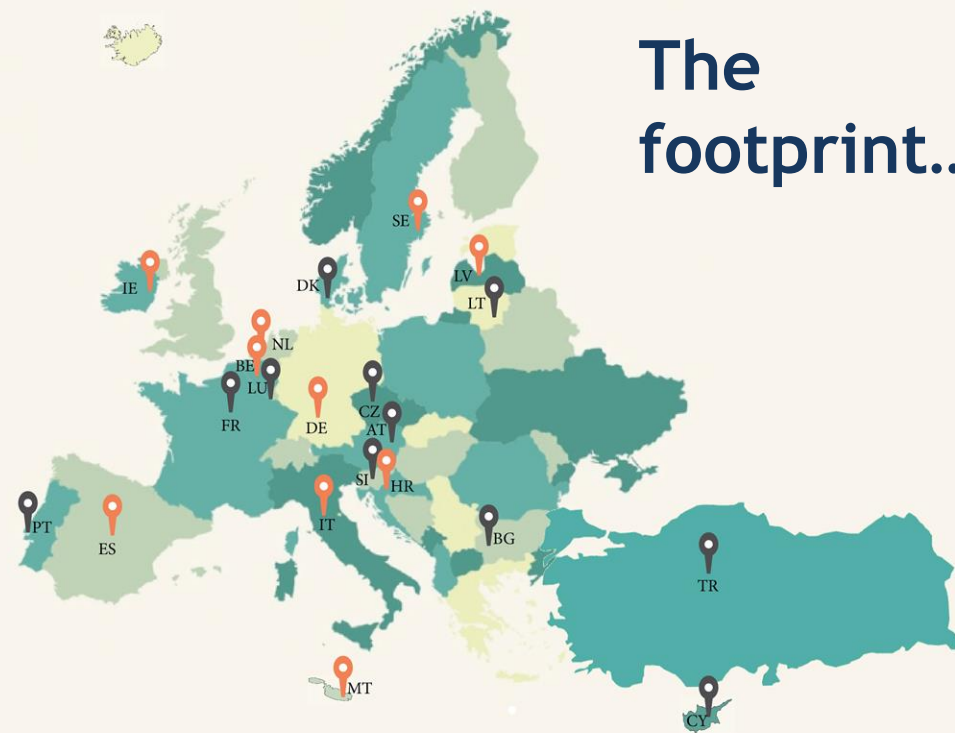 The
footprint..
SE
IE
LV
DK
LT
NL
BE
LU
CZ
FR
DE
AT
SI
HR
PT
IT
ES
BG
TR
MT
CY